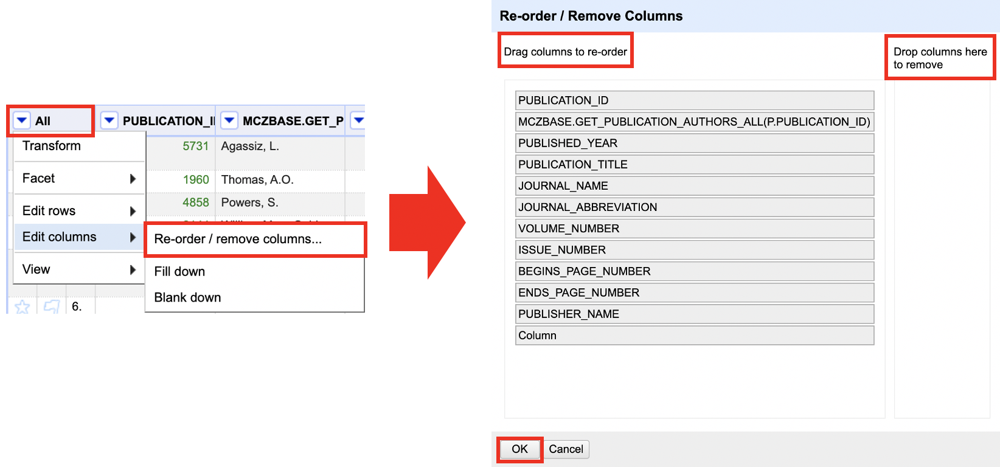 All
PUBLICATION_I
MCZBASE.GET_P
Transform
5731 Agassiz, L.
Facet
1960 Thomas, A.O.
4858 Powers, S.
Edit rows
Edit columns
Re-order / remove columns...
View
Fill down
Blank down
6.
Re-order / Remove Columns
Drag columns to re-order
Drop columns here
to remove
PUBLICATION_ID
MCZBASE.GET_PUBLICATION_AUTHORS_ALL(P.PUBLICATION_ID)
PUBLISHED_YEAR
PUBLICATION_TITLE
JOURNAL_NAME
JOURNAL_ABBREVIATION
VOLUME_NUMBER
ISSUE_NUMBER
BEGINS_PAGE_NUMBER
ENDS_PAGE_NUMBER
PUBLISHER_NAME
Column
OK Cancel